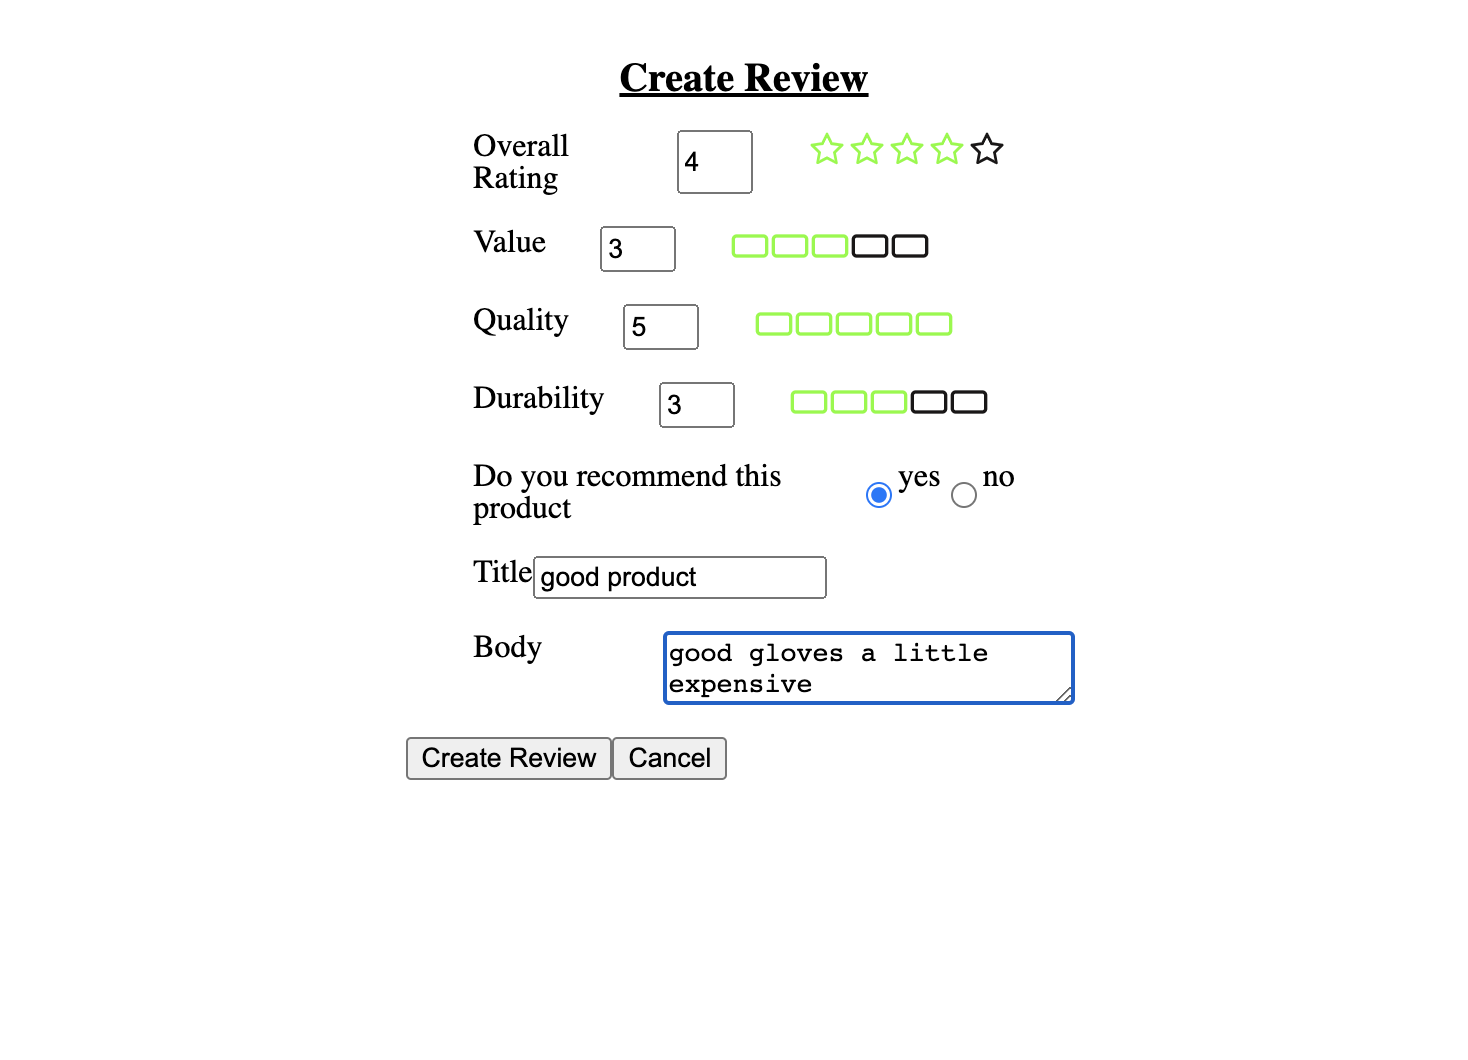 Create Review
Overall
Rating
4
Value
3
Quality
5
Durability
3
Do you recommend this
product
yes no
Title good product
Body
good gloves a little
expensive
Create Review Cancel